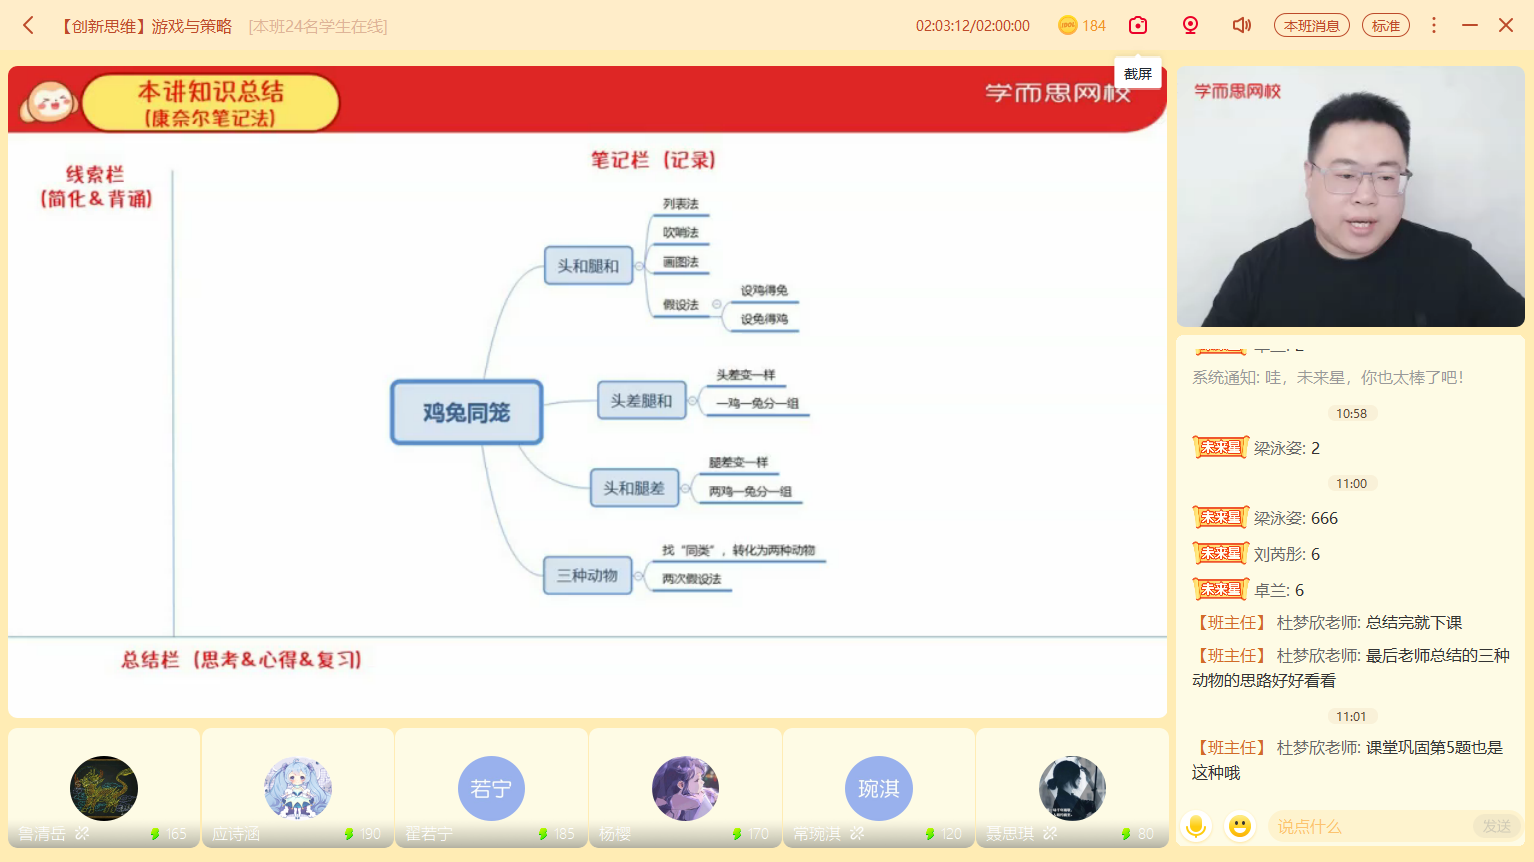 【创新思维】游戏与策略 [本班24名学生在线]
02:03:12/02:00:00
184
本班消息
标准
截屏
本讲知识总结
(康奈尔笔记法)
学而思网校
线索栏
(简化＆背诵)
笔记栏 (记录)
鸡兔同笼
头和腿和
列表法
吹哨法
画图法
假设法
设鸡得兔
设兔得鸡
头差腿和
头差变一样
一鸡一兔分一组
头和腿差
腿差变一样
两鸡一兔分一组
三种动物
找“同类”，转化为两种动物
两次假设法
总结栏 (思考＆心得＆复习)
学而思网校
系统通知: 哇，未来星，你也太棒了吧!
10:58
未来星 梁泳姿: 2
11:00
未来星 梁泳姿: 666
未来星 刘芮彤: 6
未来星 卓兰: 6
【班主任】 杜梦欣老师: 总结完就下课
【班主任】 杜梦欣老师: 最后老师总结的三种
动物的思路好好看看
11:01
【班主任】 杜梦欣老师: 课堂巩固第5题也是
这种哦
说点什么
发送
鲁清岳 165
应诗涵 190
若宁
翟若宁 185
杨樱 170
琬淇
常琬淇 120
聂思琪 80